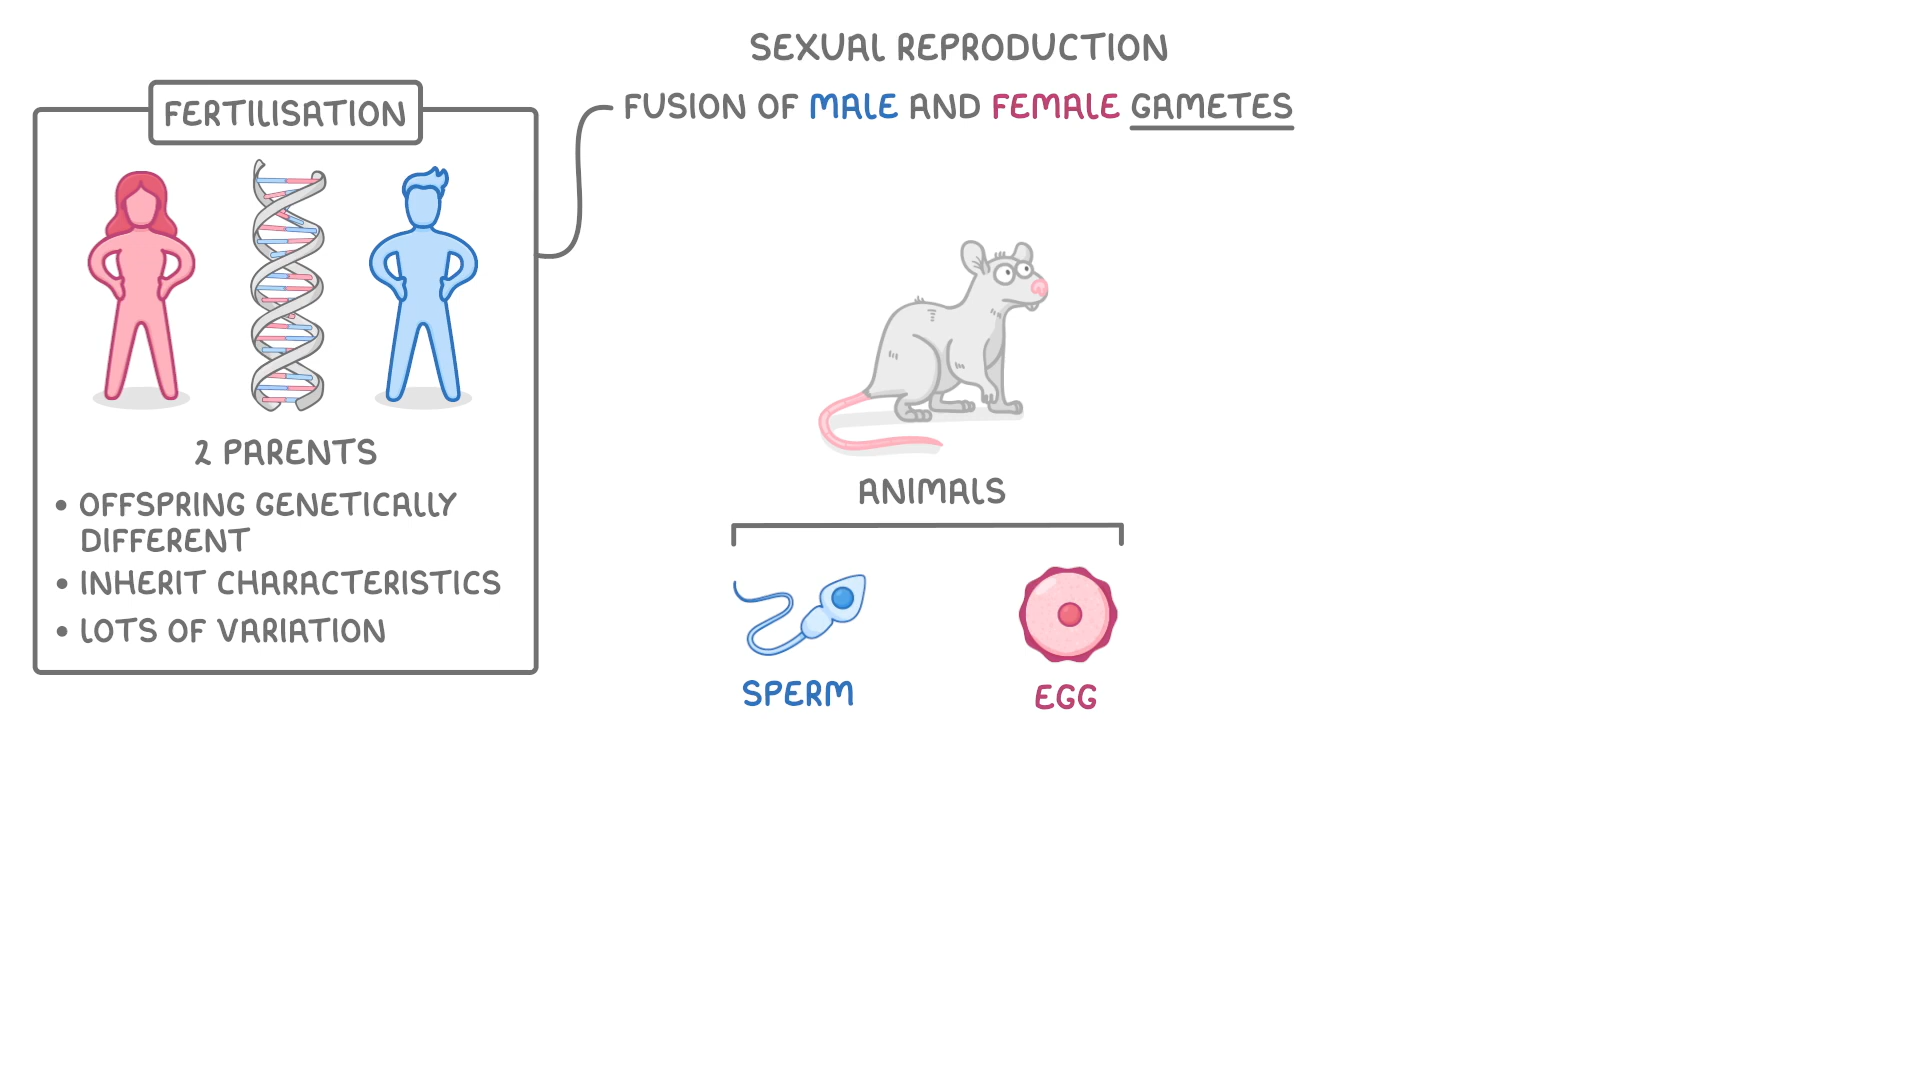 SEXUAL REPRODUCTION
FUSION OF MALE AND FEMALE GAMETES
FERTILISATION
2 PARENTS
• OFFSPRING GENETICALLY
DIFFERENT
• INHERIT CHARACTERISTICS
• LOTS OF VARIATION
ANIMALS
SPERM
EGG